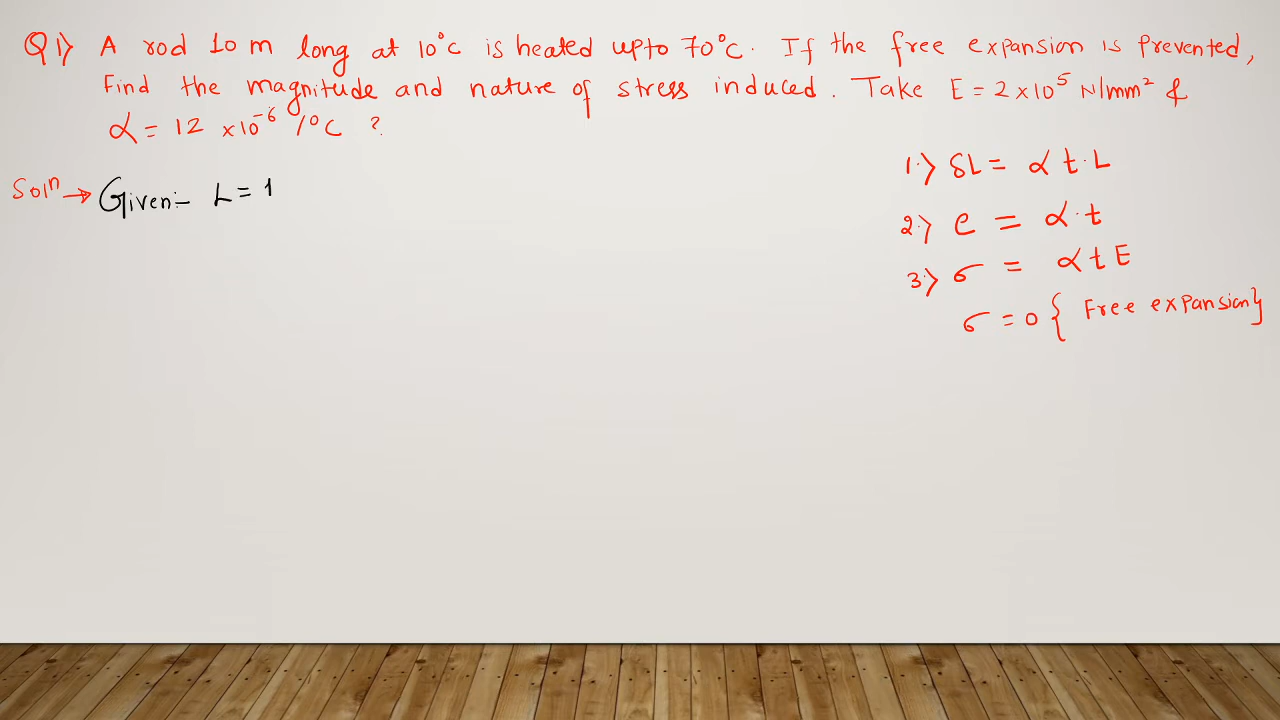 Q1) A rod 10 m long at 10°C is heated upto 70°C. If the free expansion is prevented,
Find the magnitude and nature of stress induced. Take E = 2 × 10⁵ N/mm² &
α = 12 × 10⁻⁶ /°C ?
1.) δL = α t. L
Solⁿ → Given:- L = 1
2.) e = α. t
3.) σ = α t E
σ = 0 { Free expansion}